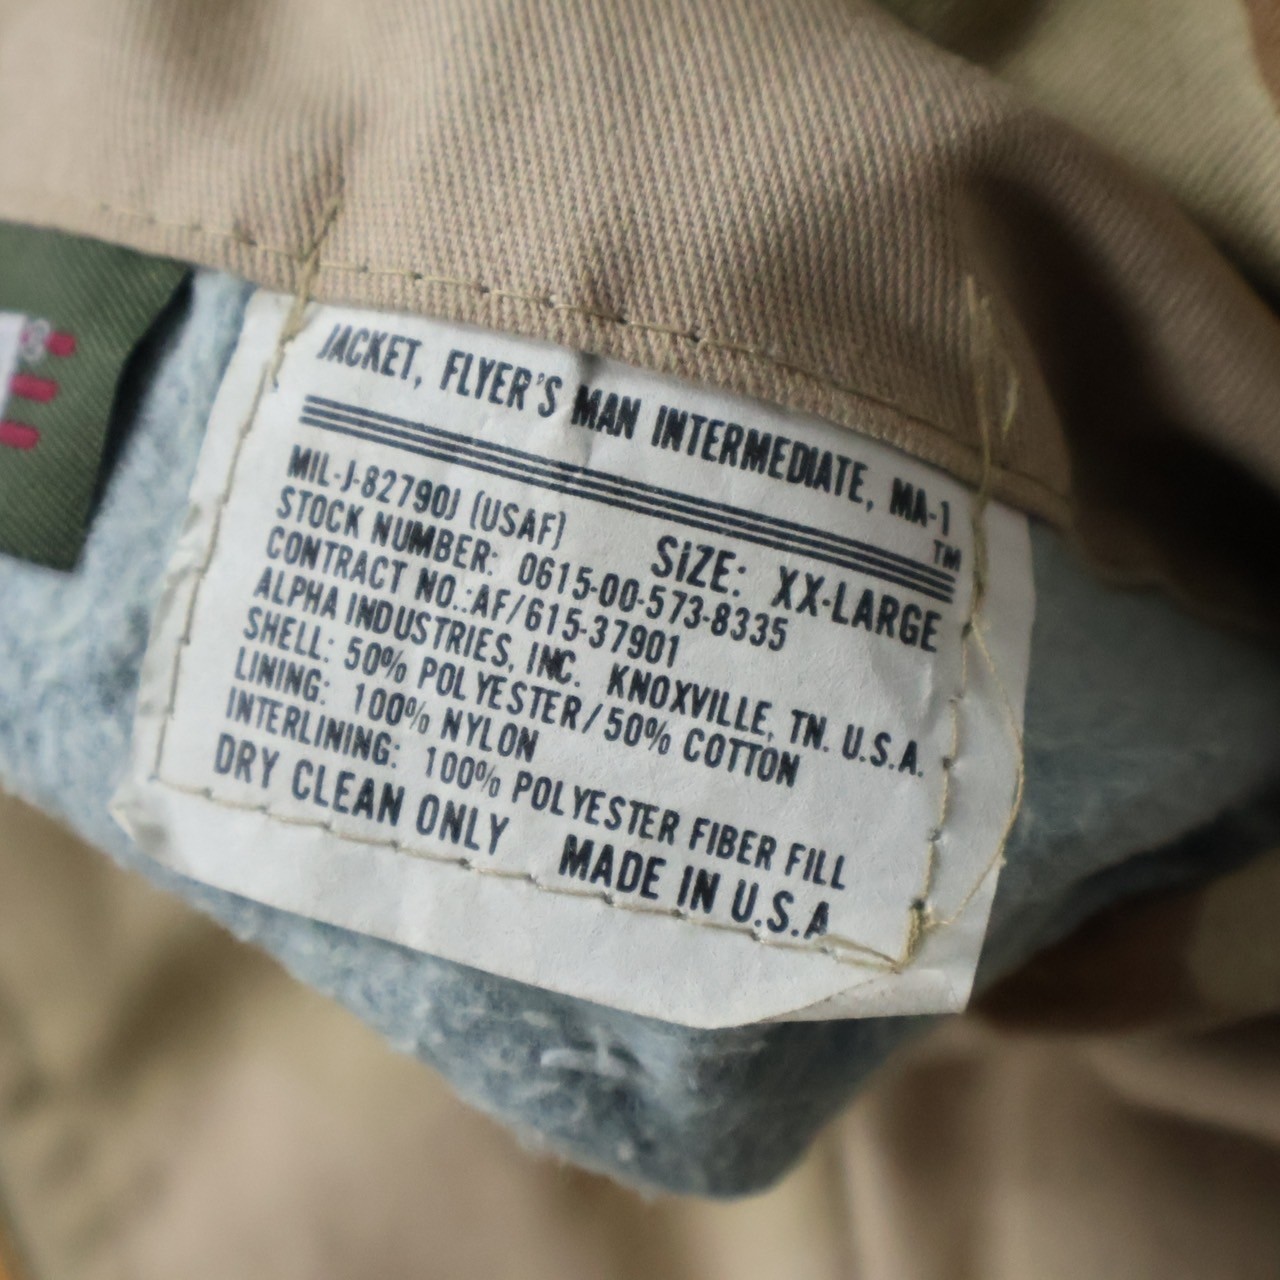 JACKET, FLYER'S MAN INTERMEDIATE, MA-1
TM
MIL-J-82790J (USAF) SIZE: XX-LARGE
STOCK NUMBER: 0615-00-573-8335
CONTRACT NO.:AF/615-37901
ALPHA INDUSTRIES, INC. KNOXVILLE, TN. U.S.A.
SHELL: 50% POLYESTER/50% COTTON
LINING: 100% NYLON
INTERLINING: 100% POLYESTER FIBER FILL
DRY CLEAN ONLY MADE IN U.S.A